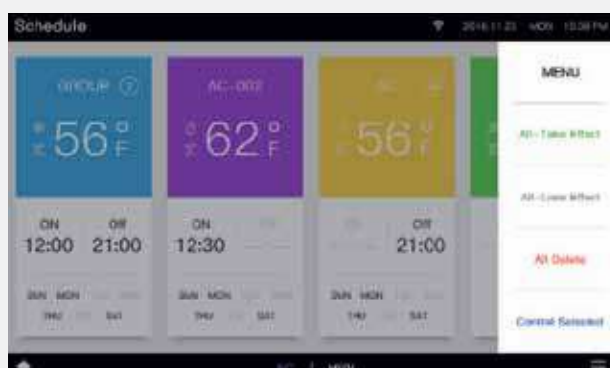 Schedule
2016.11.23 MON 10:38 PM
GROUP
56°F
AC-002
62°F
56°F
ON Off
12:00 21:00
ON
12:30
Off
21:00
SUN MON
THU SAT
SUN MON
THU SAT
SUN MON
THU SAT
MENU
All-Take Effect
All-Lose Effect
All Delete
Control Selected
MENU